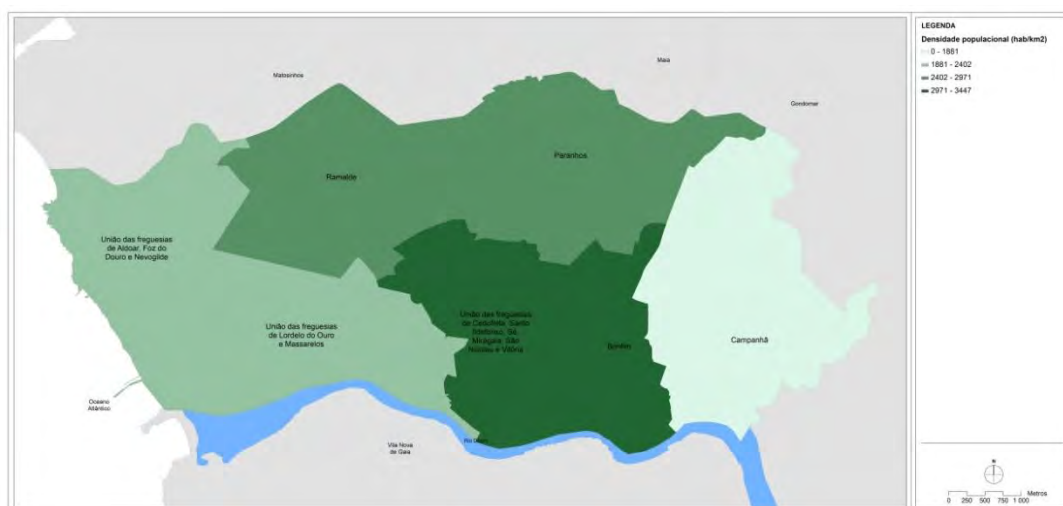 Matosinhos
Maia
Gondomar
Paranhos
Ramalde
União das freguesias
de Aldoar, Foz do
Douro e Nevogilde
União das freguesias
de Lordelo do Ouro
e Massarelos
União das freguesias
de Cedofeita, Santo
Ildefonso, Sé,
Miragaia, São
Nicolau e Vitória
Bonfim
Campanhã
Oceano
Atlântico
Vila Nova
de Gaia
Rio Douro
LEGENDA
Densidade populacional (hab/km2)
0 - 1881
1881 - 2402
2402 - 2971
2971 - 3447
N
0 250 500 750 1 000 Metros